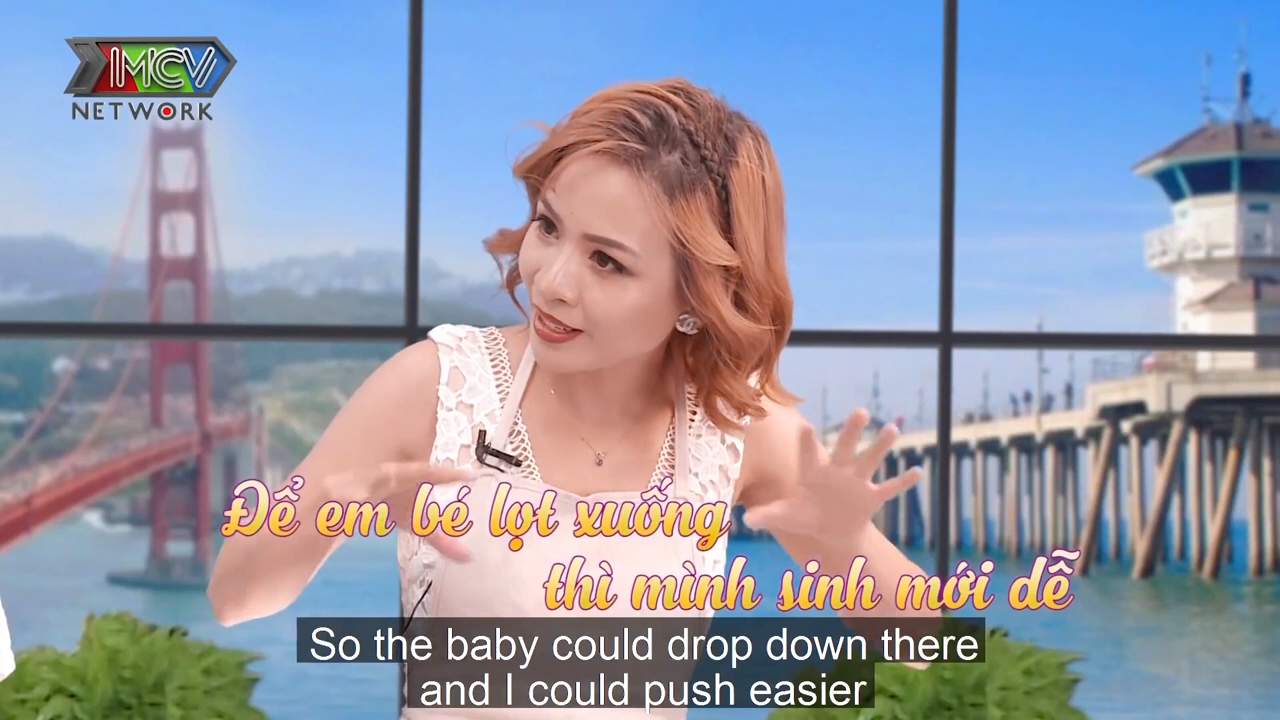 MCV
NETWORK
Để em bé lọt xuống
thì mình sinh mới dễ
So the baby could drop down there
and I could push easier